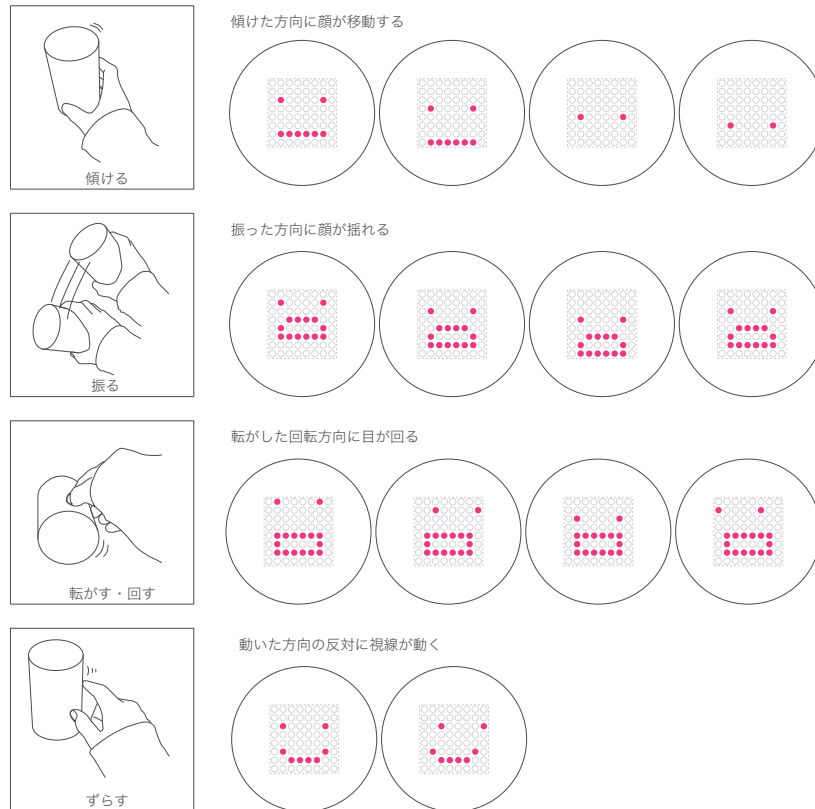 傾けた方向に顔が移動する
傾ける
振った方向に顔が揺れる
振る
転がした回転方向に目が回る
転がす・回す
動いた方向の反対に視線が動く
ずらす